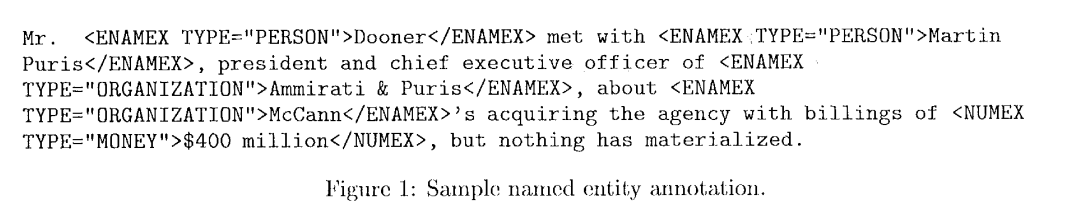 Mr. <ENAMEX TYPE="PERSON">Dooner</ENAMEX> met with <ENAMEX TYPE="PERSON">Martin
Puris</ENAMEX>, president and chief executive officer of <ENAMEX
TYPE="ORGANIZATION">Ammirati & Puris</ENAMEX>, about <ENAMEX
TYPE="ORGANIZATION">McCann</ENAMEX>'s acquiring the agency with billings of <NUMEX
TYPE="MONEY">$400 million</NUMEX>, but nothing has materialized.
Figure 1: Sample named entity annotation.